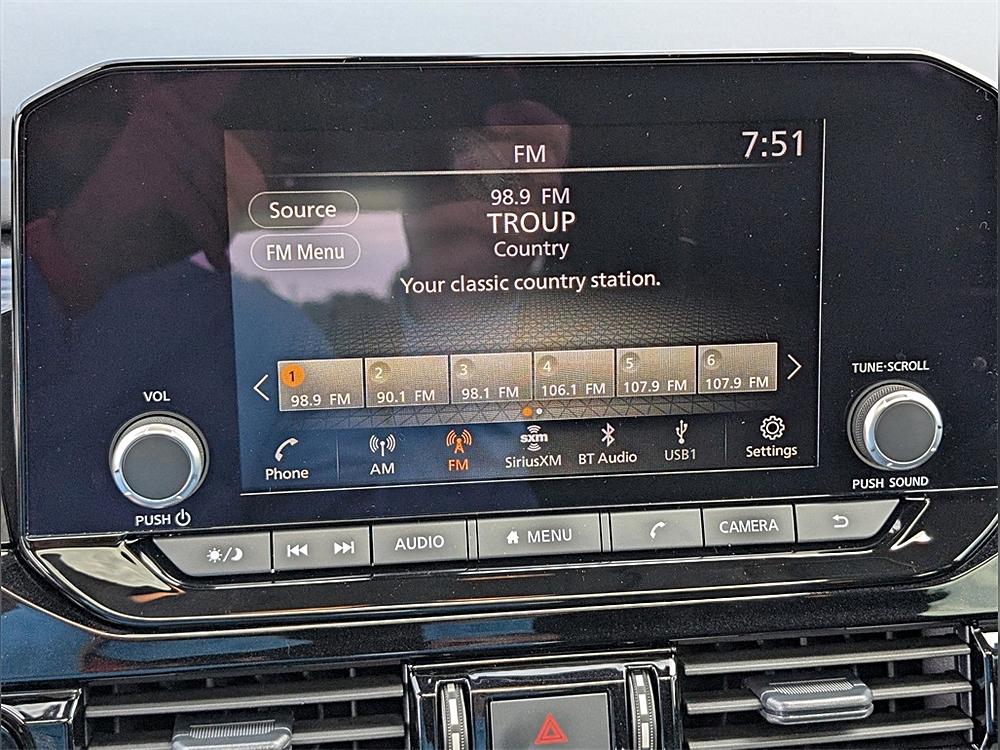 FM
7:51
Source
98.9 FM
TROUP
Country
FM Menu
Your classic country station.
1
98.9 FM
2
90.1 FM
3
98.1 FM
4
106.1 FM
5
107.9 FM
6
107.9 FM
Phone
AM
FM
sxm
SiriusXM
BT Audio
USB1
Settings
VOL
PUSH
TUNE·SCROLL
PUSH SOUND
AUDIO
MENU
CAMERA